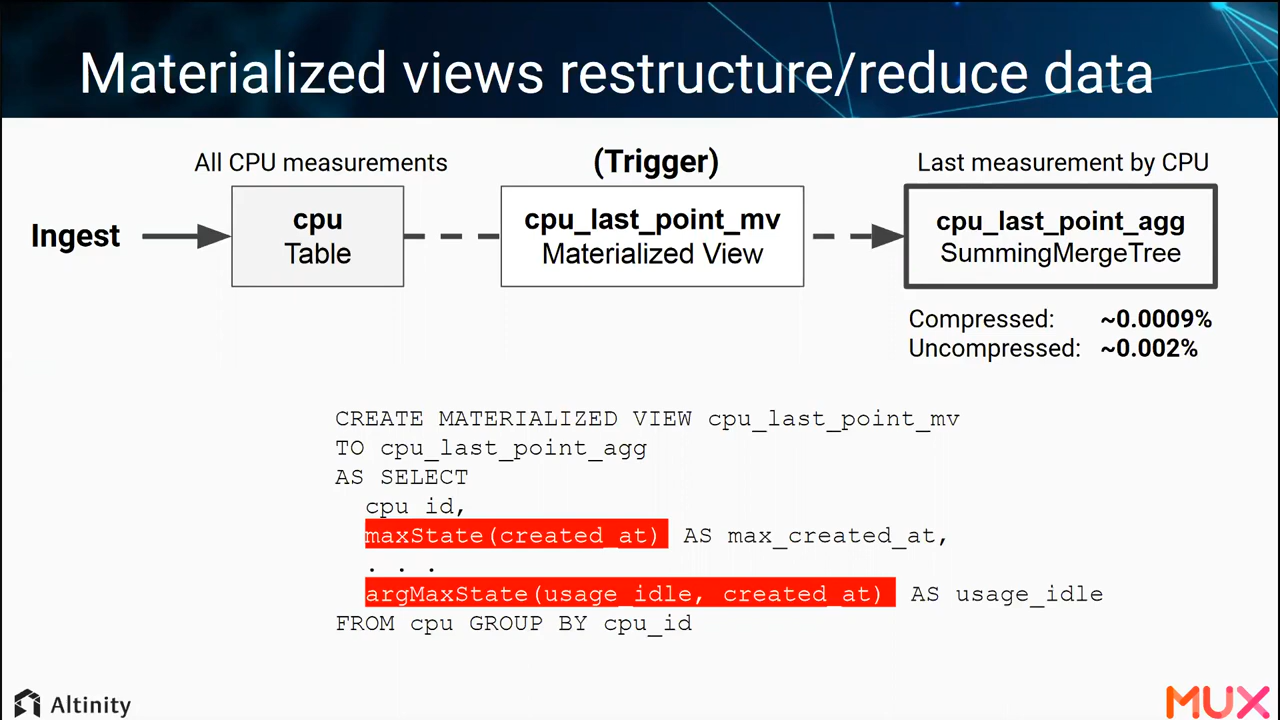 Materialized views restructure/reduce data
All CPU measurements
(Trigger)
Last measurement by CPU
Ingest
cpu
Table
cpu_last_point_mv
Materialized View
cpu_last_point_agg
SummingMergeTree
Compressed: ~0.0009%
Uncompressed: ~0.002%
CREATE MATERIALIZED VIEW cpu_last_point_mv
TO cpu_last_point_agg
AS SELECT
cpu id,
maxState(created_at) AS max_created_at,
. . .
argMaxState(usage_idle, created_at) AS usage_idle
FROM cpu GROUP BY cpu_id
Altinity
MUX